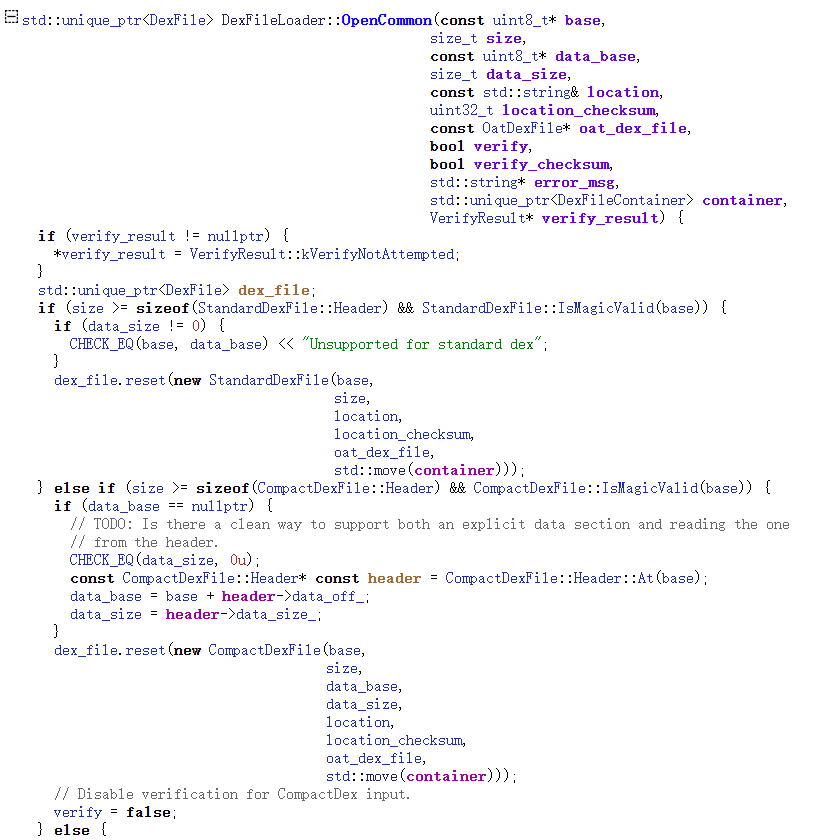 std::unique_ptr<DexFile> DexFileLoader::OpenCommon(const uint8_t* base,
size_t size,
const uint8_t* data_base,
size_t data_size,
const std::string& location,
uint32_t location_checksum,
const OatDexFile* oat_dex_file,
bool verify,
bool verify_checksum,
std::string* error_msg,
std::unique_ptr<DexFileContainer> container,
VerifyResult* verify_result) {
if (verify_result != nullptr) {
*verify_result = VerifyResult::kVerifyNotAttempted;
}
std::unique_ptr<DexFile> dex_file;
if (size >= sizeof(StandardDexFile::Header) && StandardDexFile::IsMagicValid(base)) {
if (data_size != 0) {
CHECK_EQ(base, data_base) << "Unsupported for standard dex";
}
dex_file.reset(new StandardDexFile(base,
size,
location,
location_checksum,
oat_dex_file,
std::move(container)));
} else if (size >= sizeof(CompactDexFile::Header) && CompactDexFile::IsMagicValid(base)) {
if (data_base == nullptr) {
// TODO: Is there a clean way to support both an explicit data section and reading the one
// from the header.
CHECK_EQ(data_size, 0u);
const CompactDexFile::Header* const header = CompactDexFile::Header::At(base);
data_base = base + header->data_off_;
data_size = header->data_size_;
}
dex_file.reset(new CompactDexFile(base,
size,
data_base,
data_size,
location,
location_checksum,
oat_dex_file,
std::move(container)));
// Disable verification for CompactDex input.
verify = false;
} else {